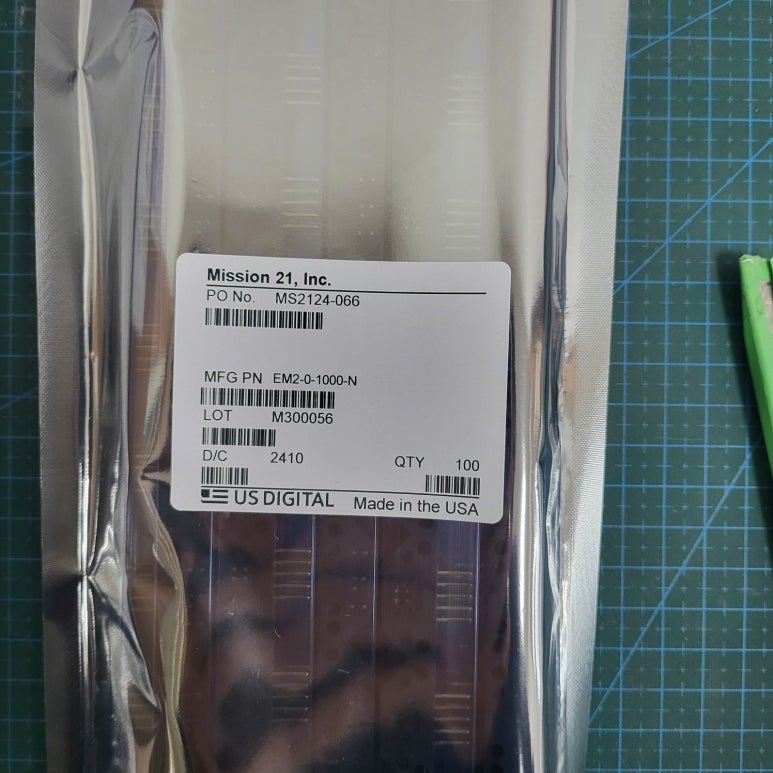 Mission 21, Inc.
PO No. MS2124-066
MFG PN EM2-0-1000-N
LOT M300056
D/C 2410 QTY 100
US DIGITAL Made in the USA